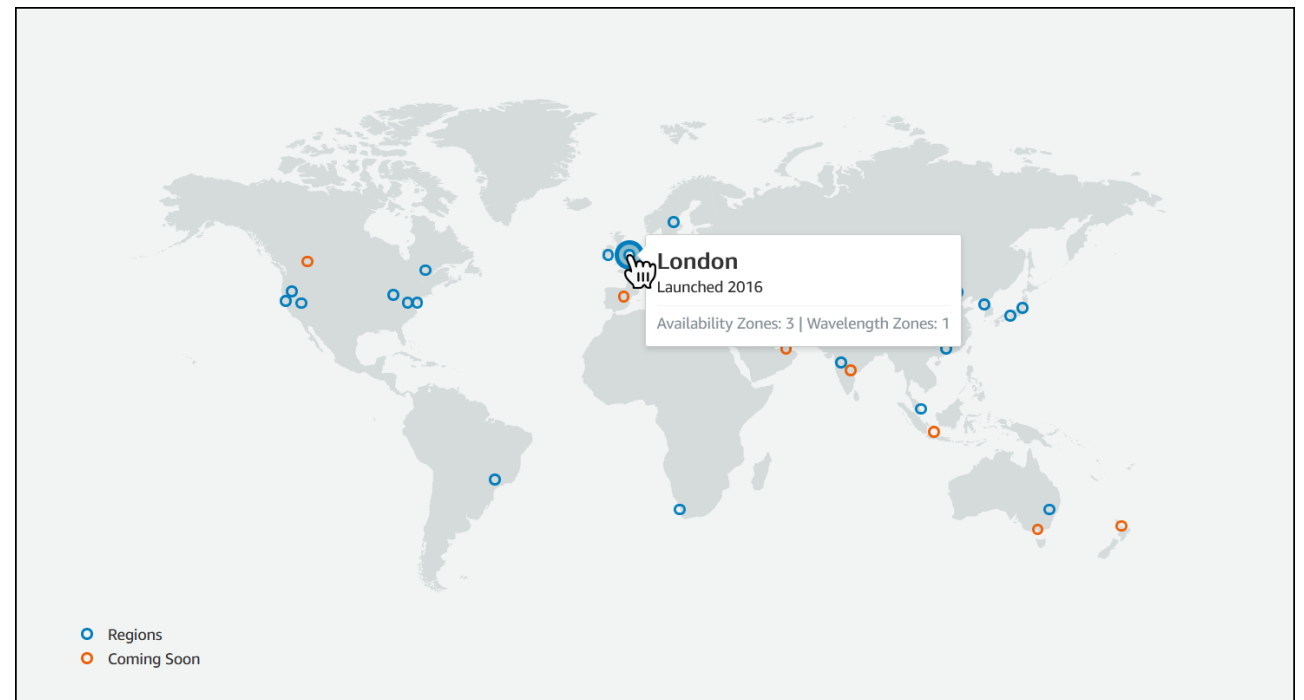 London
Launched 2016
Availability Zones: 3 | Wavelength Zones: 1
Regions
Coming Soon